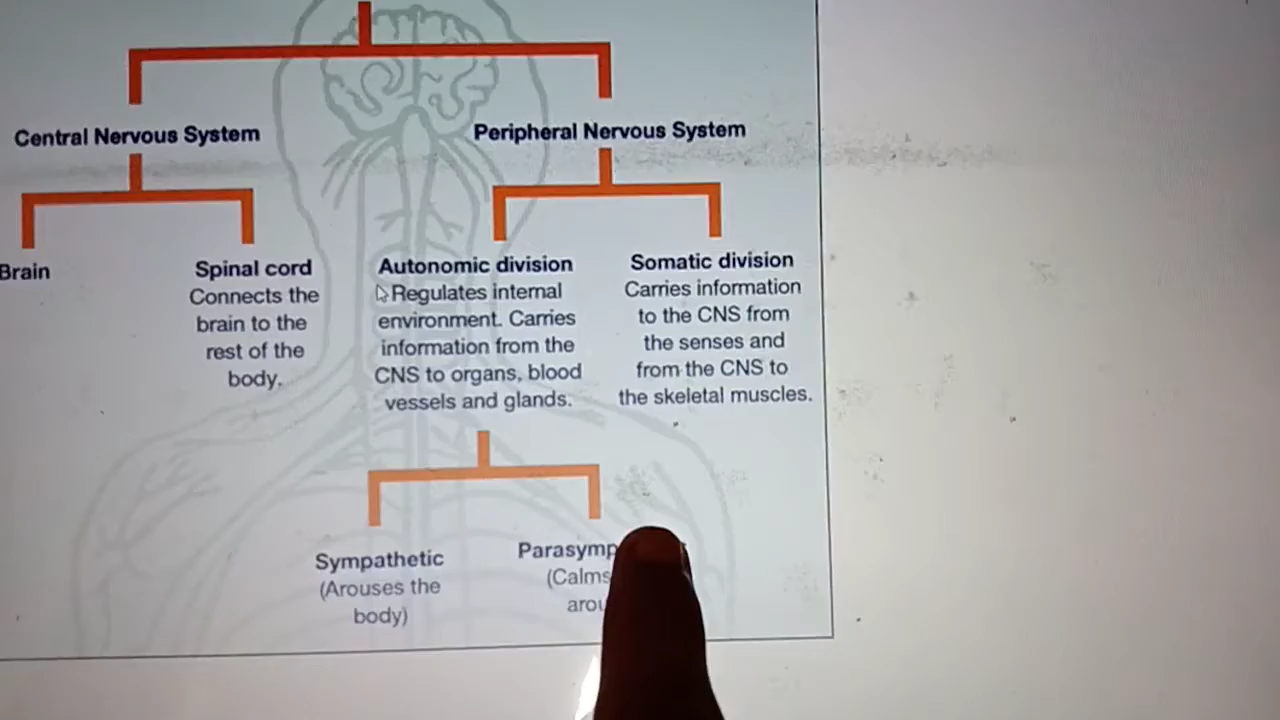 Central Nervous System
Peripheral Nervous System
Brain
Spinal cord
Connects the
brain to the
rest of the
body.
Autonomic division
Regulates internal
environment. Carries
information from the
CNS to organs, blood
vessels and glands.
Somatic division
Carries information
to the CNS from
the senses and
from the CNS to
the skeletal muscles.
Sympathetic
(Arouses the
body)
(Calms